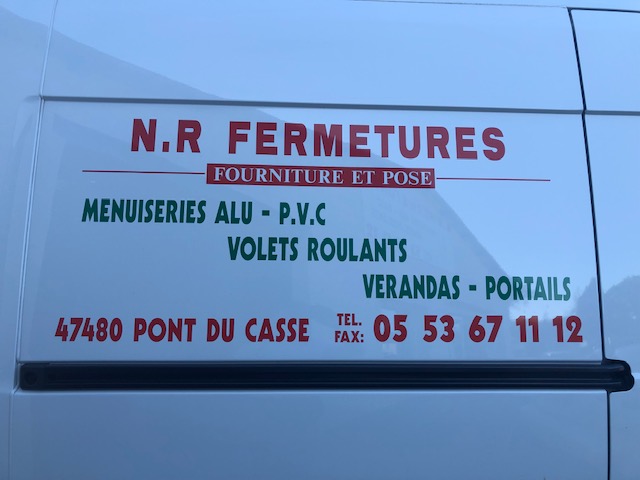 N.R FERMETURES
FOURNITURE ET POSE
MENUISERIES ALU - P.V.C
VOLETS ROULANTS
VERANDAS - PORTAILS
47480 PONT DU CASSE TEL. FAX: 05 53 67 11 12